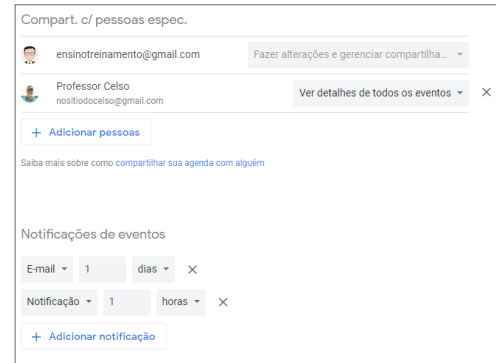 Compart. c/ pessoas espec.
ensinotreinamento@gmail.com Fazer alterações e gerenciar compartilha...
Professor Celso
nositiodocelso@gmail.com Ver detalhes de todos os eventos
+ Adicionar pessoas
Saiba mais sobre como compartilhar sua agenda com alguém
Notificações de eventos
E-mail 1 dias
Notificação 1 horas
+ Adicionar notificação